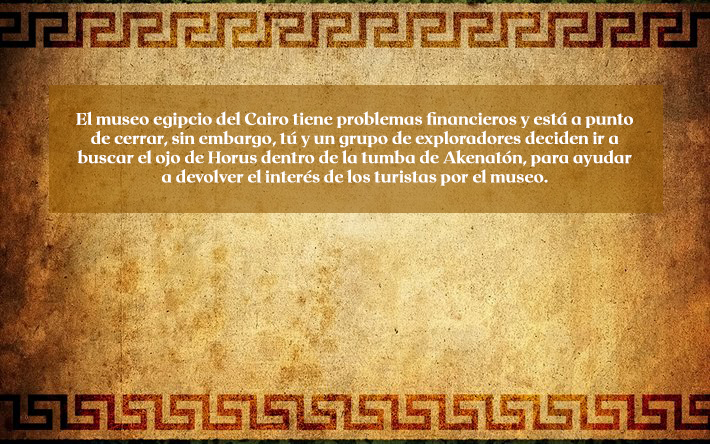 El museo egipcio del Cairo tiene problemas financieros y está a punto
de cerrar, sin embargo, tú y un grupo de exploradores deciden ir a
buscar el ojo de Horus dentro de la tumba de Akenatón, para ayudar
a devolver el interés de los turistas por el museo.